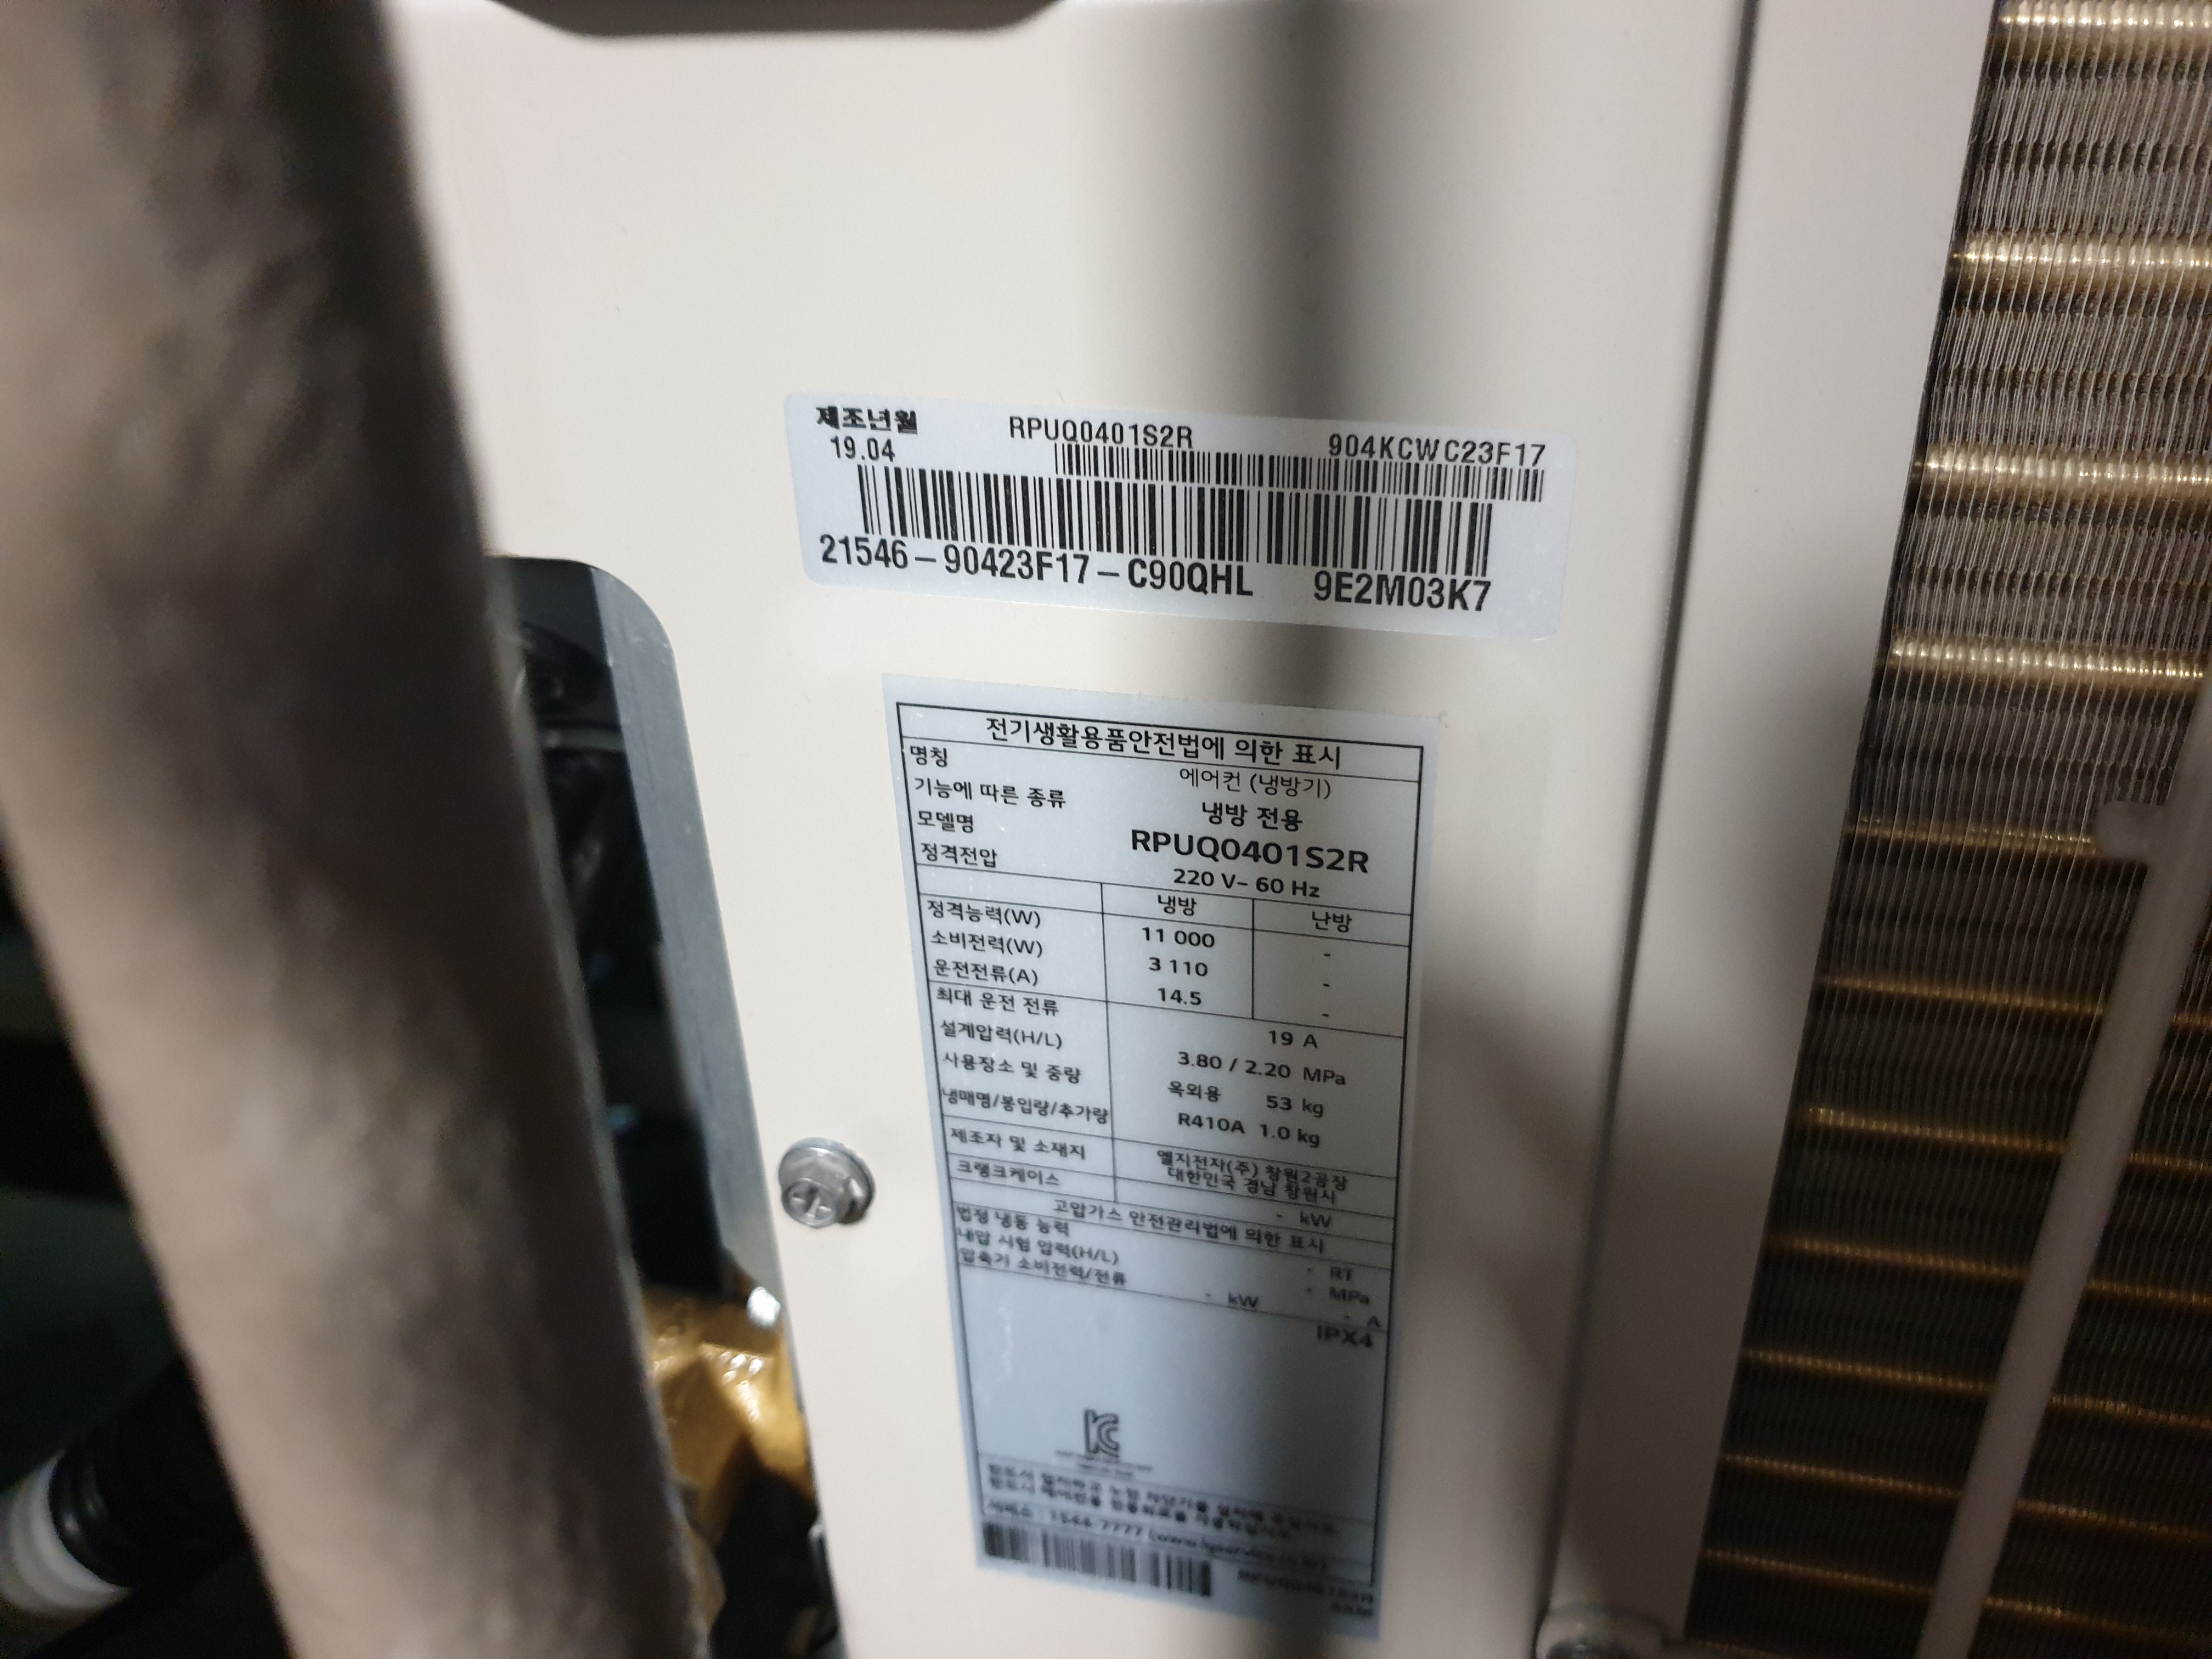 제조년월 RPUQ0401S2R 904KCWC23F17
19.04
21546-90423F17-C90QHL 9E2M03K7
전기생활용품안전법에 의한 표시
명칭 에어컨 (냉방기)
기능에 따른 종류 냉방 전용
모델명 RPUQ0401S2R
정격전압 220 V~ 60 Hz
냉방 난방
정격능력(W) 11 000 -
소비전력(W) 3 110 -
운전전류(A) 14.5 -
최대 운전 전류 19 A
설계압력(H/L) 3.80 / 2.20 MPa
사용장소 및 중량 옥외용 53 kg
냉매명/봉입량/추가량 R410A 1.0 kg
제조자 및 소재지 엘지전자(주) 창원2공장
대한민국 경남 창원시
크랭크케이스 - kW
고압가스 안전관리법에 의한 표시
법정 냉동 능력 - RT
내압 시험 압력(H/L) - MPa
압축기 소비전력/전류 - kW - A
IPX4
서비스 : 1544-7777 (www.lgservice.co.kr)